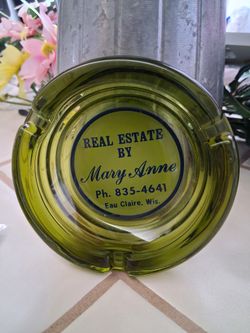 REAL ESTATE
BY
Mary Anne
Ph. 835-4641
Eau Claire, Wis.